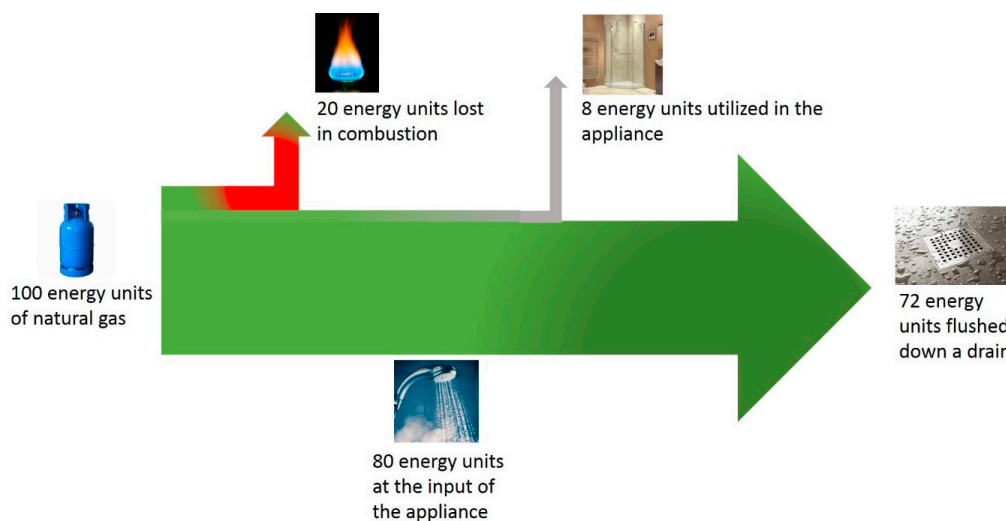 20 energy units lost
in combustion
8 energy units utilized in the
appliance
100 energy units
of natural gas
72 energy
units flushed
down a drain
80 energy units
at the input of
the appliance